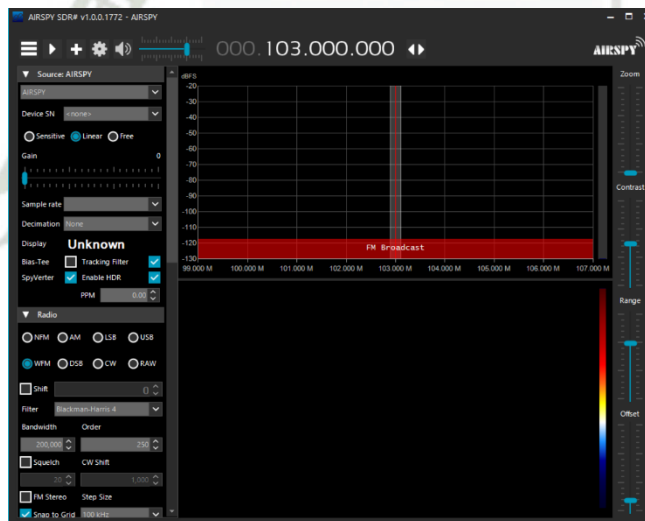 AIRSPY SDR# v1.0.0.1772 - AIRSPY
000.103.000.000
AIRSPY
Source: AIRSPY
AIRSPY
Device SN <none>
Sensitive Linear Free
Gain 0
Sample rate
Decimation None
Display Unknown
Bias-Tee Tracking Filter
SpyVerter Enable HDR
PPM 0.00
Radio
NFM AM LSB USB
WFM DSB CW RAW
Shift 0
Filter Blackman-Harris 4
Bandwidth Order
200,000 250
Squelch CW Shift
20 1,000
FM Stereo Step Size
Snap to Grid 100 kHz
dBFS
-20
-30
-40
-50
-60
-70
-80
-90
-100
-110
-120
-130
FM Broadcast
99.000 M 100.000 M 101.000 M 102.000 M 103.000 M 104.000 M 105.000 M 106.000 M 107.000 M
Zoom
Contrast
Range
Offset